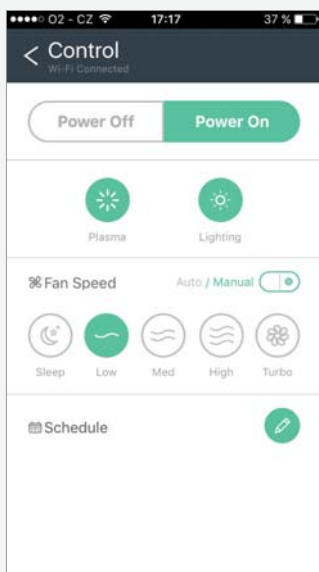 O2 - CZ 17:17 37 %
Control
Wi-Fi Connected
Power Off Power On
Plasma Lighting
Fan Speed Auto / Manual
Sleep Low Med High Turbo
Schedule